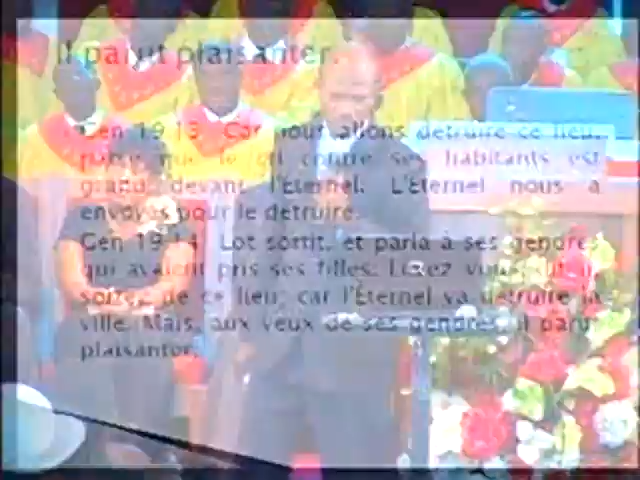 Il parut plaisanter.
Gen 19:13 Car nous allons détruire ce lieu,
parce que le cri contre ses habitants est
grand devant l'Éternel. L'Éternel nous a
envoyés pour le détruire.
Gen 19:14 Lot sortit, et parla à ses gendres
qui avaient pris ses filles: Levez-vous, dit-il,
sortez de ce lieu; car l'Éternel va détruire la
ville. Mais, aux yeux de ses gendres, il parut
plaisanter.